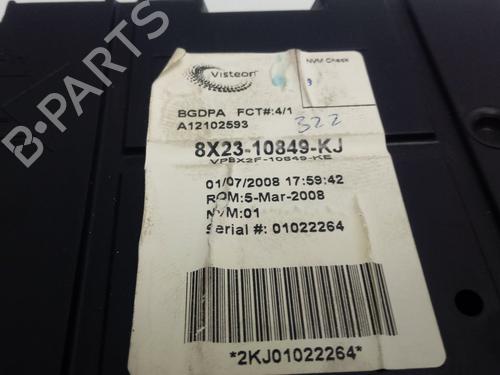 Visteon
NVM Check
BGDPA FCT#:4/1
A12102593
322
8X23-10849-KJ
VP8X2F-10849-KE
01/07/2008 17:59:42
ROM:5-Mar-2008
NVM:01
Serial #: 01022264
*2KJ01022264*
B-PARTS